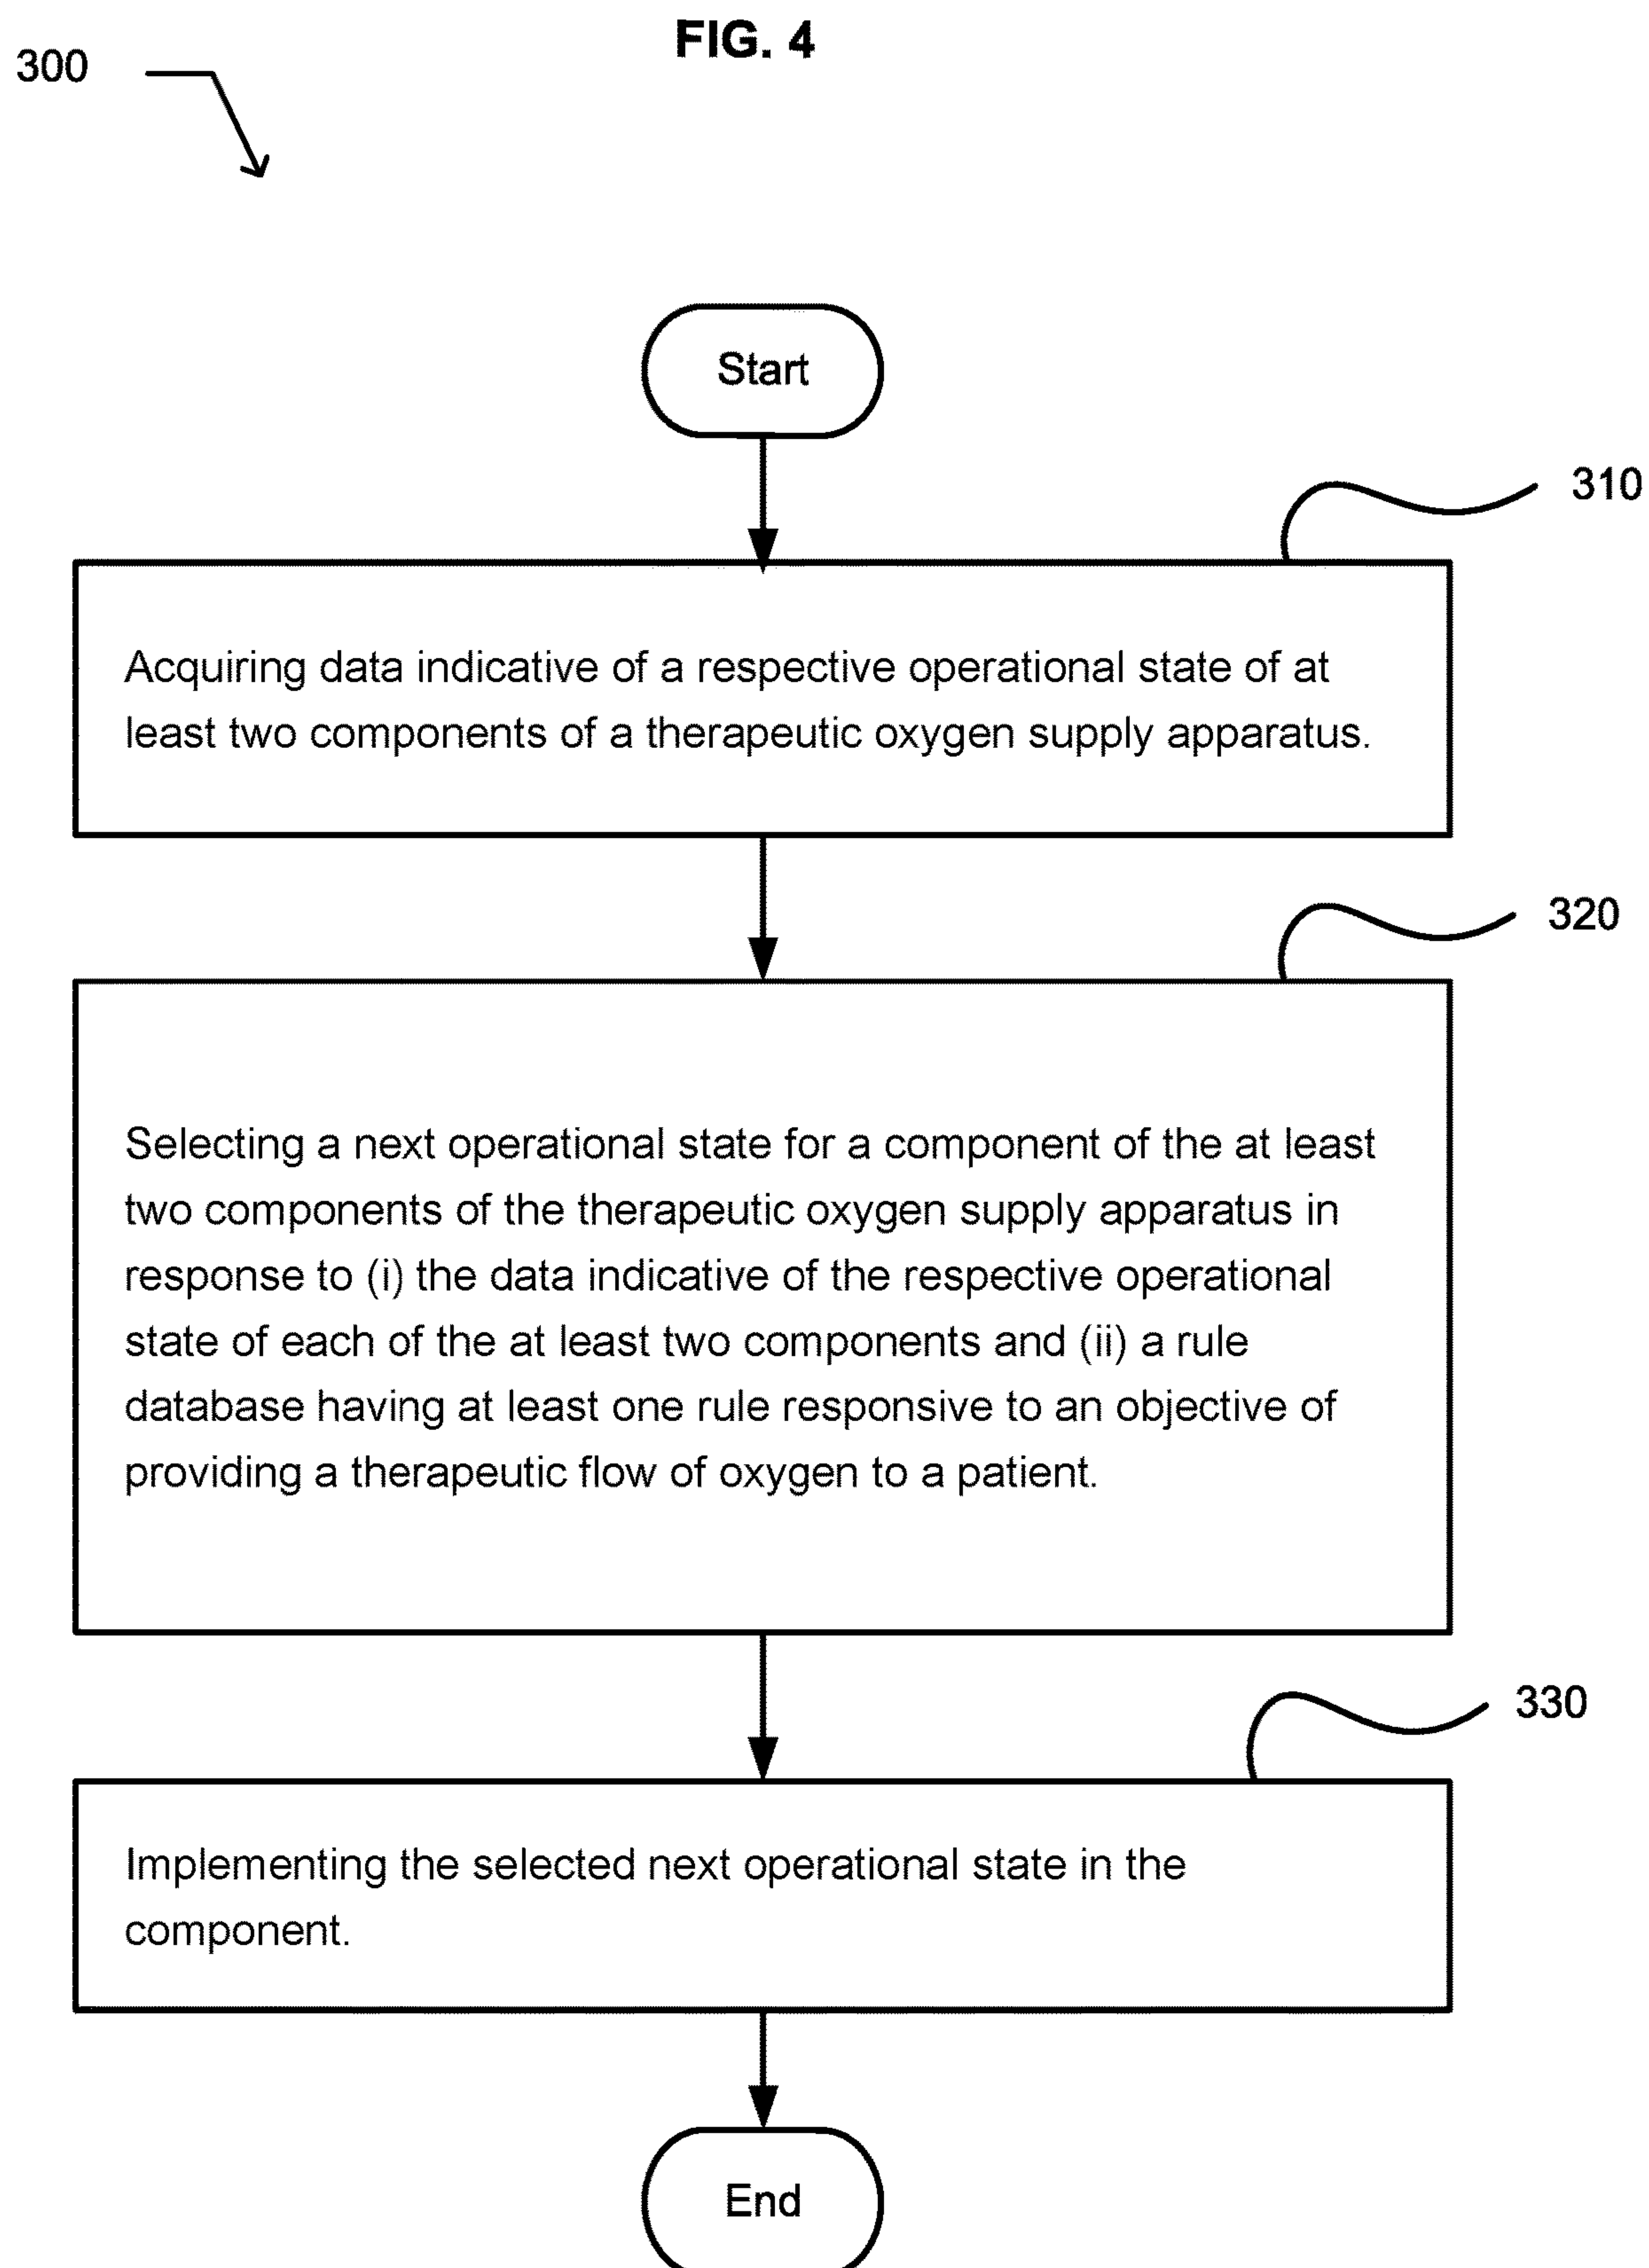 FIG. 4
300
Start
310
Acquiring data indicative of a respective operational state of at
least two components of a therapeutic oxygen supply apparatus.
320
Selecting a next operational state for a component of the at least
two components of the therapeutic oxygen supply apparatus in
response to (i) the data indicative of the respective operational
state of each of the at least two components and (ii) a rule
database having at least one rule responsive to an objective of
providing a therapeutic flow of oxygen to a patient.
330
Implementing the selected next operational state in the
component.
End